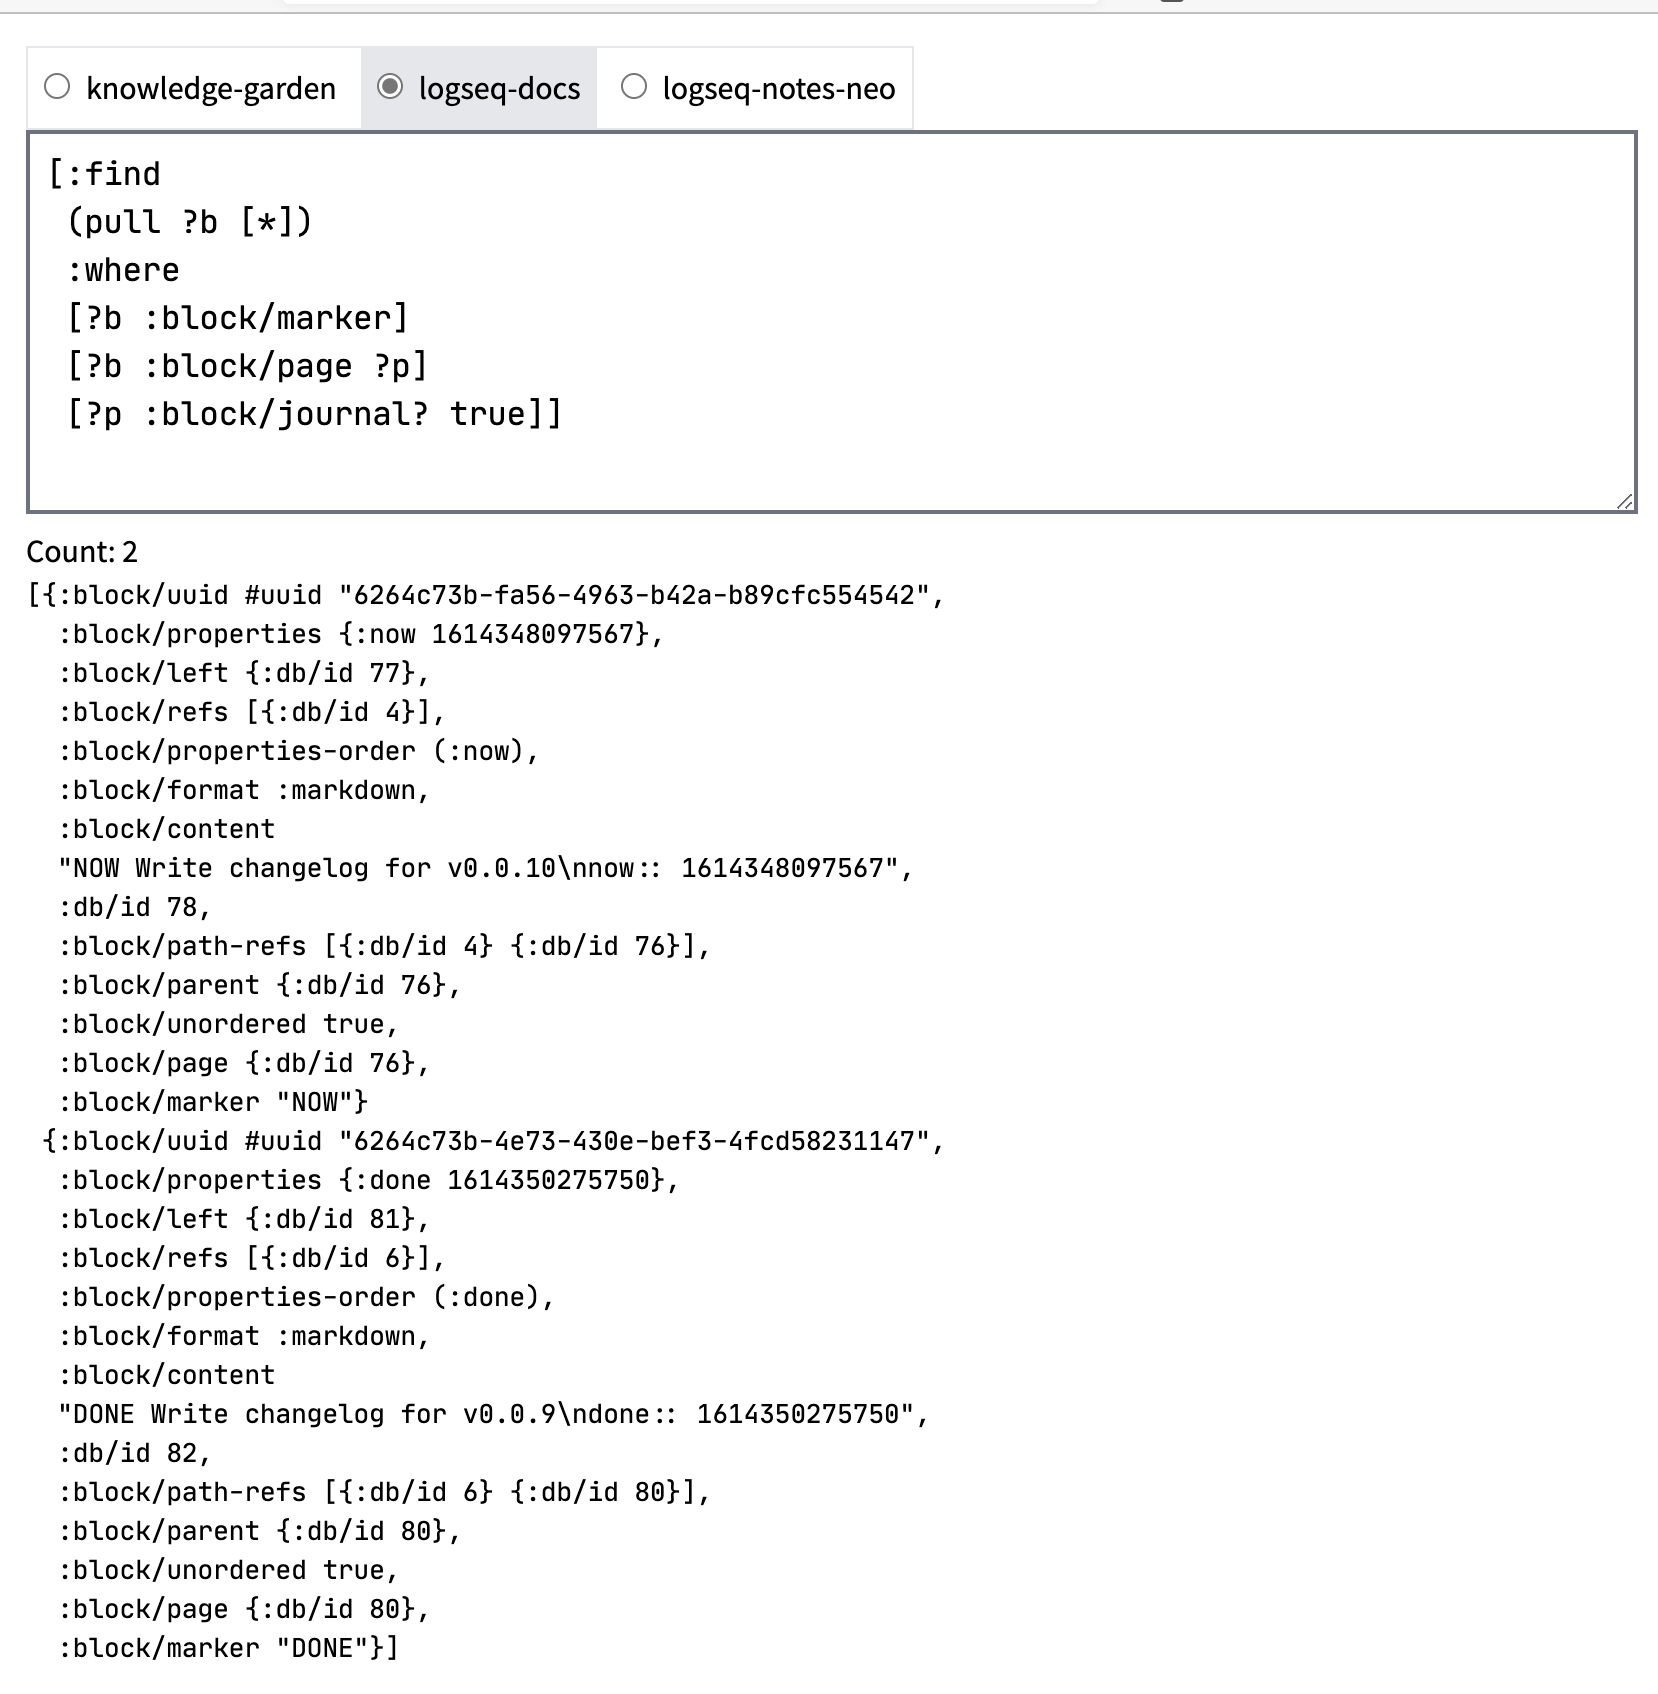 knowledge-garden logseq-docs logseq-notes-neo
[:find
 (pull ?b [*])
 :where
 [?b :block/marker]
 [?b :block/page ?p]
 [?p :block/journal? true]]
Count: 2
[{:block/uuid #uuid "6264c73b-fa56-4963-b42a-b89cfc554542",
  :block/properties {:now 1614348097567},
  :block/left {:db/id 77},
  :block/refs [{:db/id 4}],
  :block/properties-order (:now),
  :block/format :markdown,
  :block/content
  "NOW Write changelog for v0.0.10\nnow:: 1614348097567",
  :db/id 78,
  :block/path-refs [{:db/id 4} {:db/id 76}],
  :block/parent {:db/id 76},
  :block/unordered true,
  :block/page {:db/id 76},
  :block/marker "NOW"}
 {:block/uuid #uuid "6264c73b-4e73-430e-bef3-4fcd58231147",
  :block/properties {:done 1614350275750},
  :block/left {:db/id 81},
  :block/refs [{:db/id 6}],
  :block/properties-order (:done),
  :block/format :markdown,
  :block/content
  "DONE Write changelog for v0.0.9\ndone:: 1614350275750",
  :db/id 82,
  :block/path-refs [{:db/id 6} {:db/id 80}],
  :block/parent {:db/id 80},
  :block/unordered true,
  :block/page {:db/id 80},
  :block/marker "DONE"}]